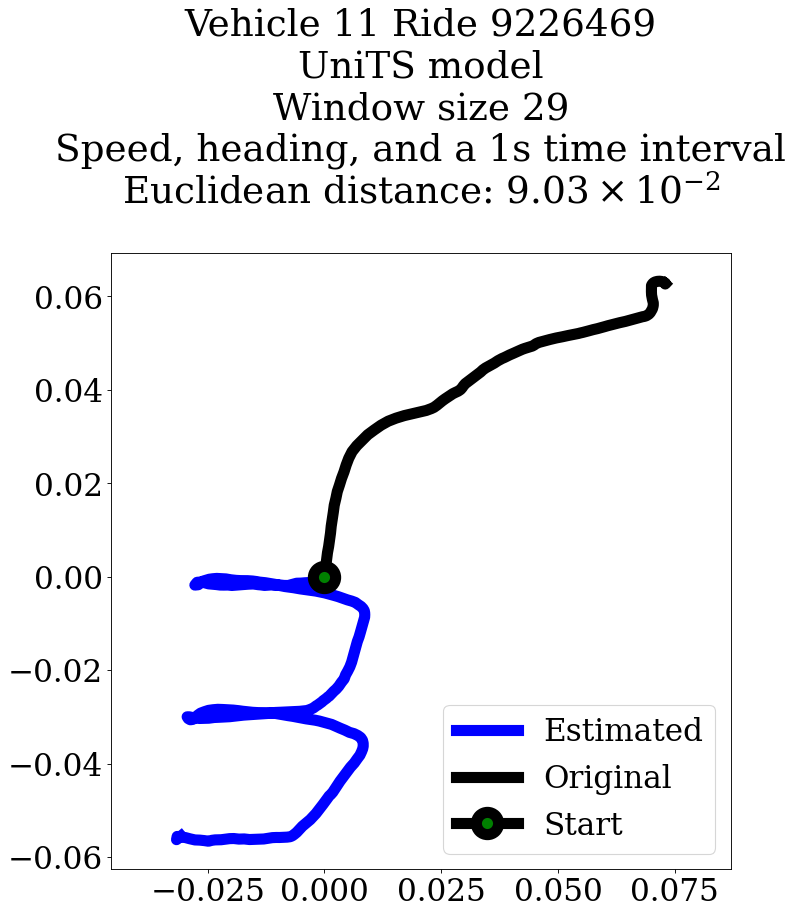 Vehicle 11 Ride 9226469
UniTS model
Window size 29
Speed, heading, and a 1s time interval
Euclidean distance: 9.03 × 10⁻²
0.06
0.04
0.02
0.00
−0.02
−0.04
−0.06
−0.025 0.000 0.025 0.050 0.075
Estimated
Original
Start